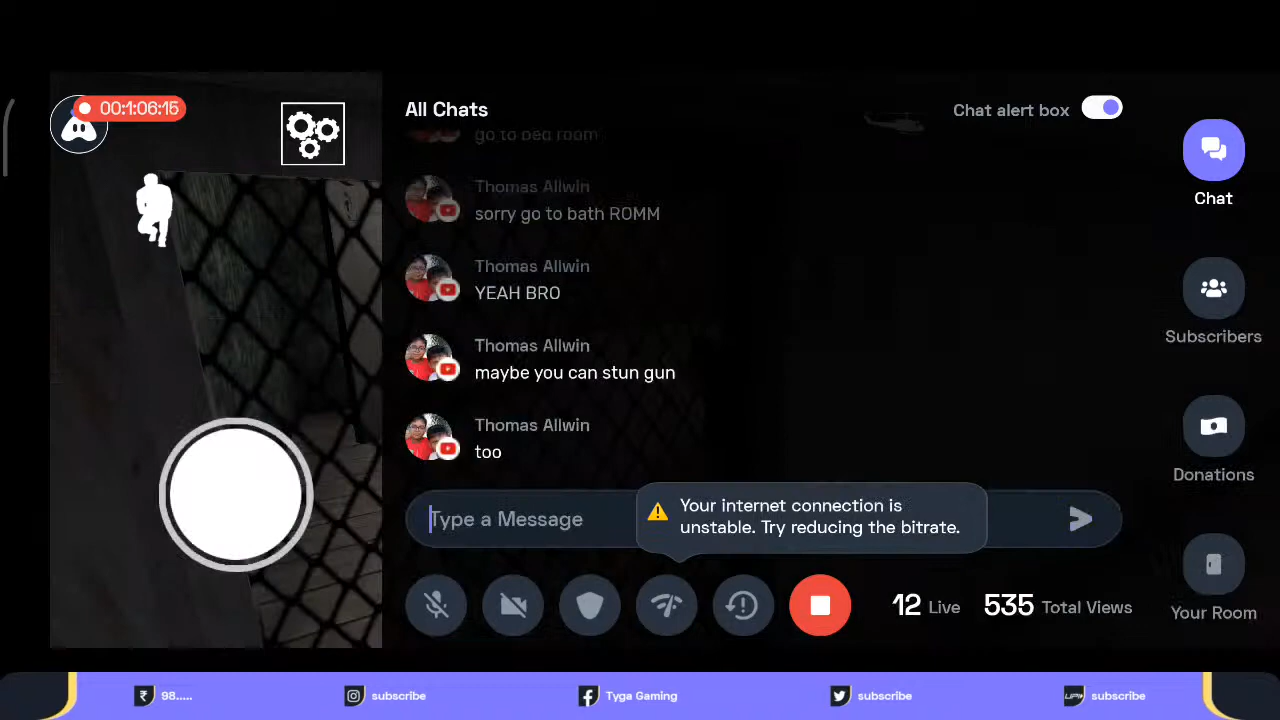 00:1:06:15
All Chats
Chat alert box
go to bed room
Thomas Allwin
sorry go to bath ROMM
Thomas Allwin
YEAH BRO
Thomas Allwin
maybe you can stun gun
Thomas Allwin
too
Type a Message
Your internet connection is
unstable. Try reducing the bitrate.
12 Live
535 Total Views
Chat
Subscribers
Donations
Your Room
₹ 98.....
subscribe
Tyga Gaming
subscribe
UPI subscribe